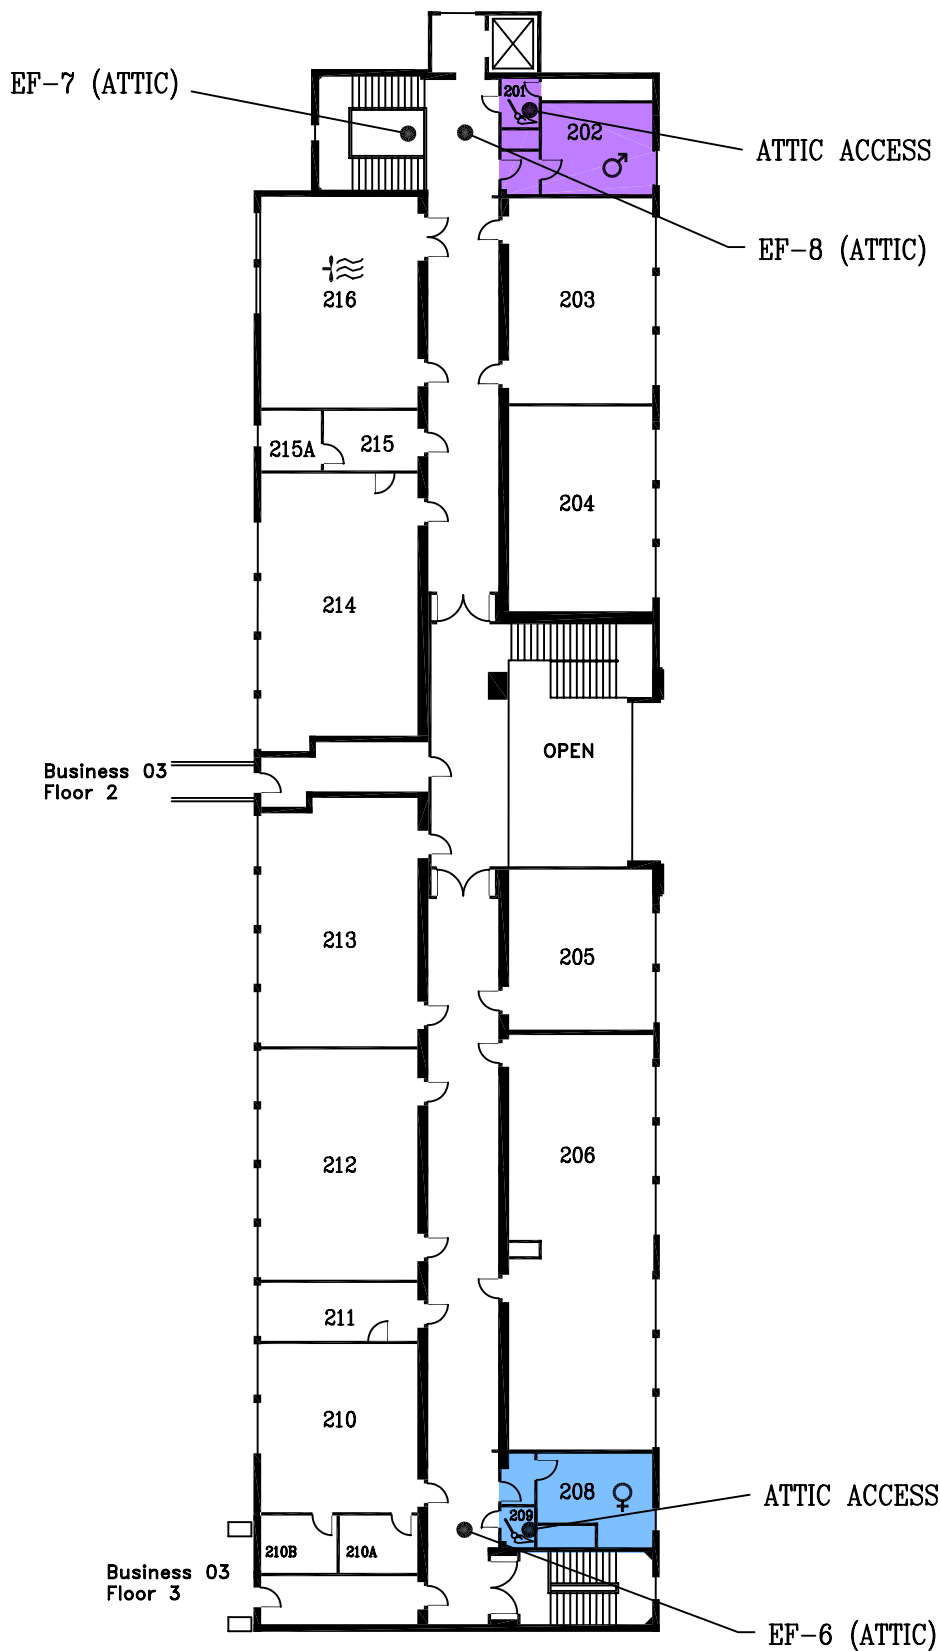 EF-7 (ATTIC)
201
202
ATTIC ACCESS
EF-8 (ATTIC)
216
203
215A
215
204
214
OPEN
Business 03
Floor 2
213
205
212
206
211
210
208
209
ATTIC ACCESS
210B
210A
Business 03
Floor 3
EF-6 (ATTIC)